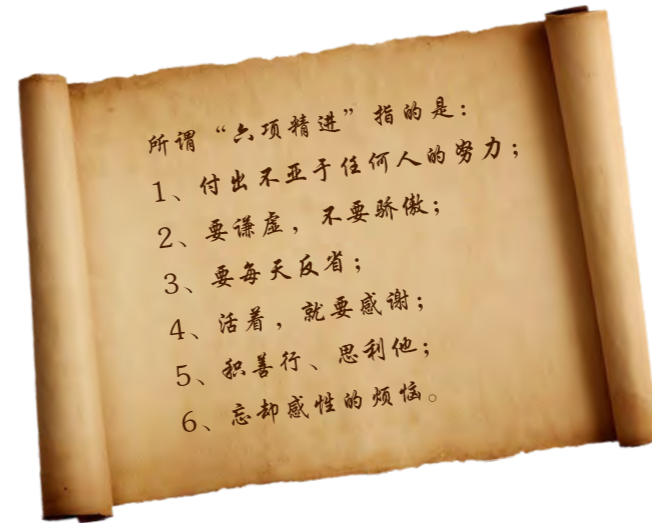 所谓“六项精进”指的是：
1、付出不亚于任何人的努力；
2、要谦虚，不要骄傲；
3、要每天反省；
4、活着，就要感谢；
5、积善行、思利他；
6、忘却感性的烦恼。